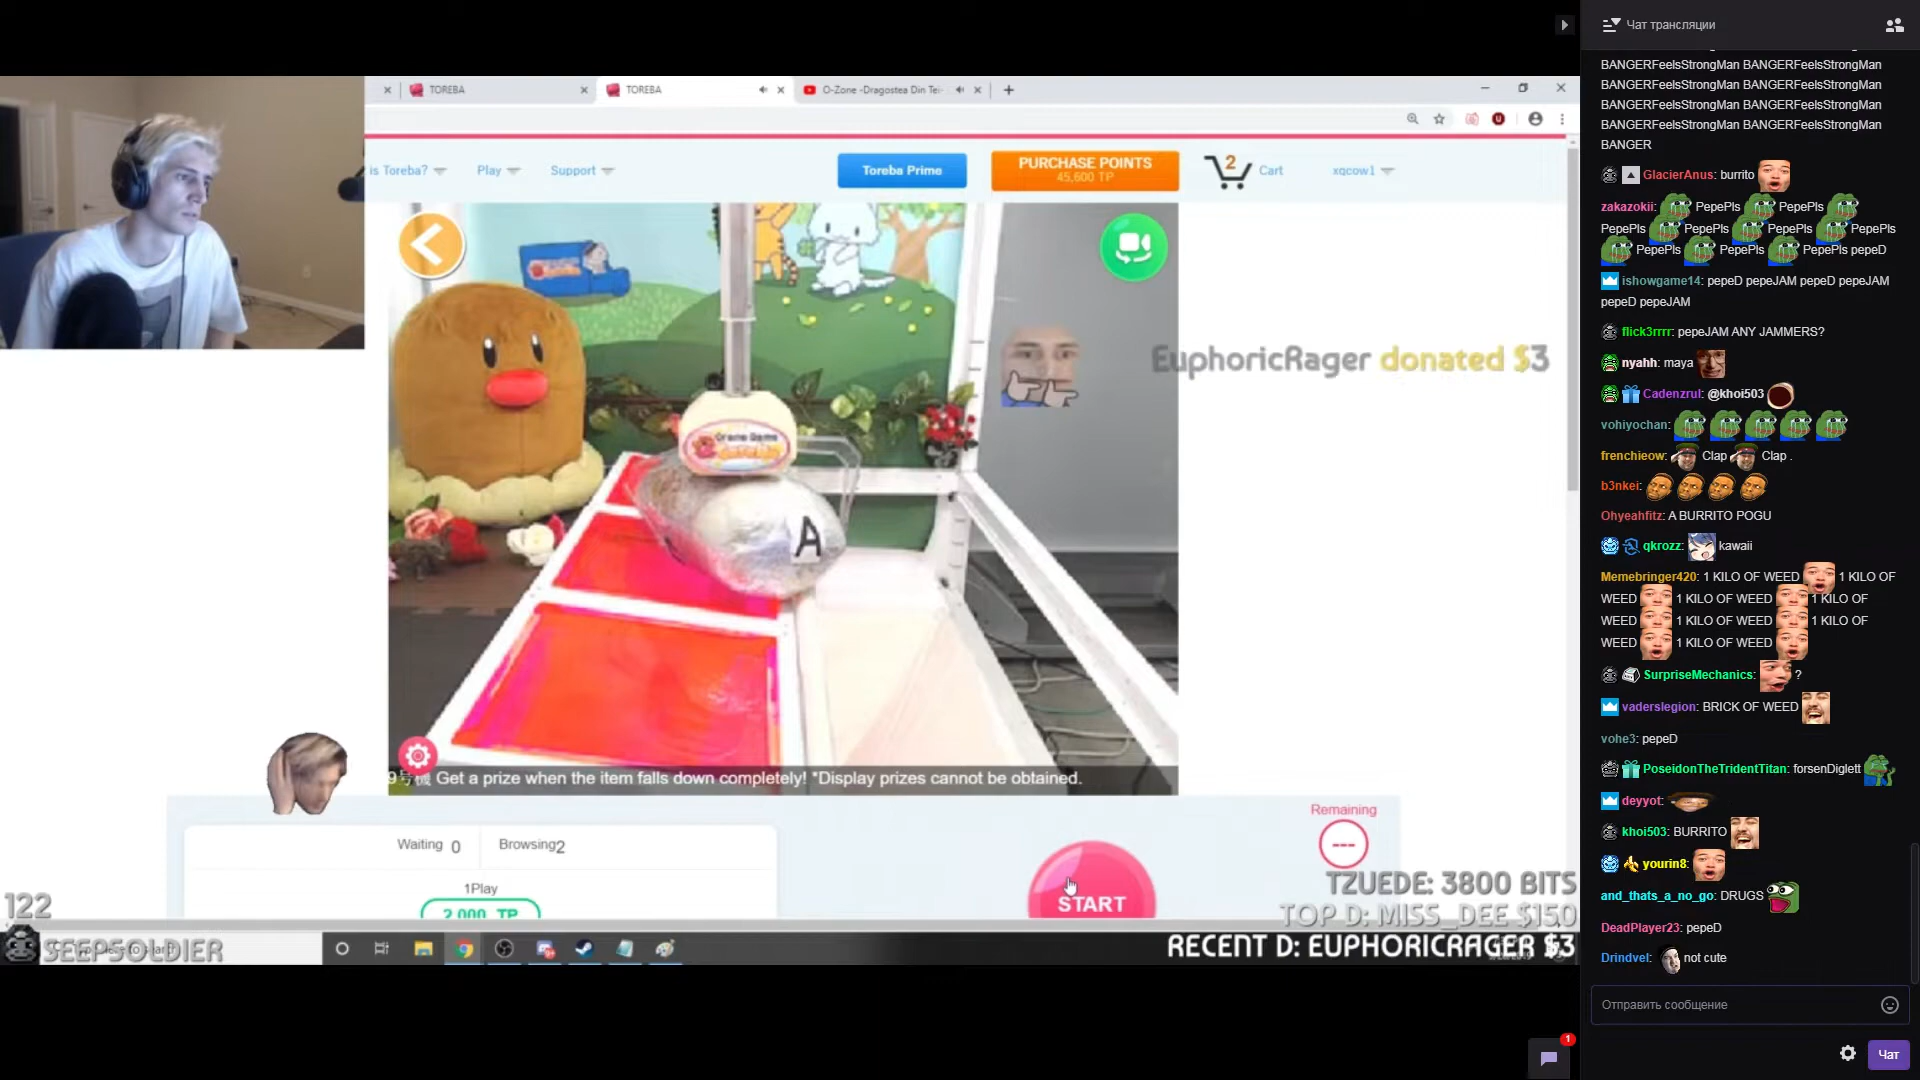 TOREBA
TOREBA
O-Zone -Dragostea Din Tei-
is Toreba?
Play
Support
Toreba Prime
PURCHASE POINTS
45,600 TP
2
Cart
xqcow1
EuphoricRager donated $3
A
9号機 Get a prize when the item falls down completely! *Display prizes cannot be obtained.
Waiting 0
Browsing2
1Play
2,000 TP
START
Remaining
---
TZUEDE: 3800 BITS
TOP D: MISS_DEE $150
RECENT D: EUPHORICRAGER $3
122
SEEPSOLDIER
Чат трансляции
BANGERFeelsStrongMan BANGERFeelsStrongMan
BANGERFeelsStrongMan BANGERFeelsStrongMan
BANGERFeelsStrongMan BANGERFeelsStrongMan
BANGERFeelsStrongMan BANGERFeelsStrongMan
BANGER
GlacierAnus: burrito
zakazokii: PepePls PepePls
PepePls PepePls PepePls PepePls
PepePls PepePls PepePls pepeD
ishowgame14: pepeD pepeJAM pepeD pepeJAM
pepeD pepeJAM
flick3rrrr: pepeJAM ANY JAMMERS?
nyahh: maya
Cadenzrul: @khoi503
vohiyochan:
frenchieow: Clap Clap .
b3nkei:
Ohyeahfitz: A BURRITO POGU
qkrozz: kawaii
Memebringer420: 1 KILO OF WEED 1 KILO OF
WEED 1 KILO OF WEED 1 KILO OF
WEED 1 KILO OF WEED 1 KILO OF
WEED 1 KILO OF WEED
SurpriseMechanics: ?
vaderslegion: BRICK OF WEED
vohe3: pepeD
PoseidonTheTridentTitan: forsenDiglett
deyyot:
khoi503: BURRITO
yourin8:
and_thats_a_no_go: DRUGS
DeadPlayer23: pepeD
Drindvel: not cute
Отправить сообщение
1
Чат